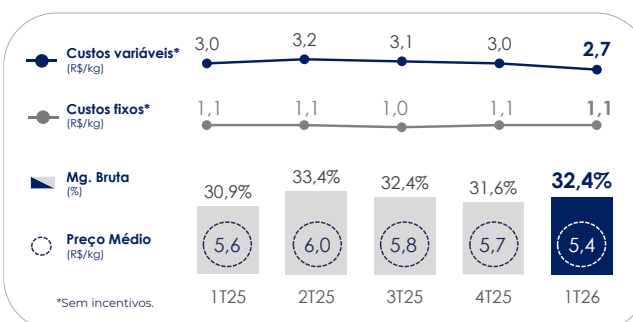 Custos variáveis*
(R$/kg)
3,0 3,2 3,1 3,0 2,7
Custos fixos*
(R$/kg)
1,1 1,1 1,0 1,1 1,1
Mg. Bruta
(%)
30,9% 33,4% 32,4% 31,6% 32,4%
Preço Médio
(R$/kg)
5,6 6,0 5,8 5,7 5,4
*Sem incentivos.
1T25 2T25 3T25 4T25 1T26